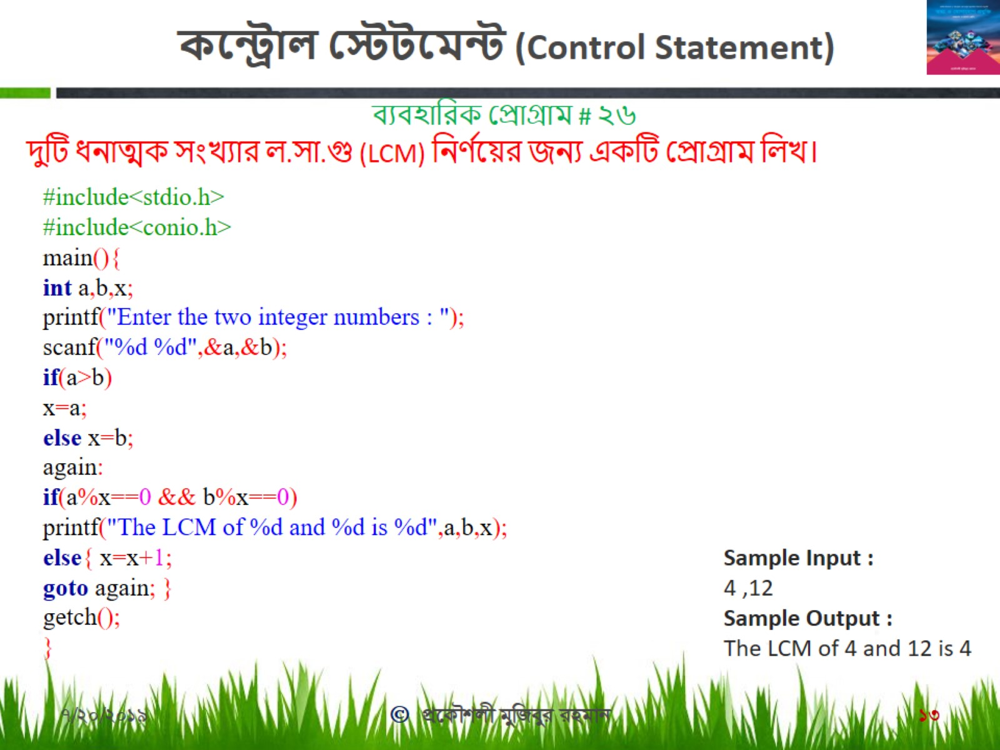 কন্ট্রোল স্টেটমেন্ট (Control Statement)
ব্যবহারিক প্রোগ্রাম # ২৬
দুটি ধনাত্মক সংখ্যার ল.সা.গু (LCM) নির্ণয়ের জন্য একটি প্রোগ্রাম লিখ।
#include<stdio.h>
#include<conio.h>
main(){
int a,b,x;
printf("Enter the two integer numbers : ");
scanf("%d %d",&a,&b);
if(a>b)
x=a;
else x=b;
again:
if(a%x==0 && b%x==0)
printf("The LCM of %d and %d is %d",a,b,x);
else{ x=x+1;
goto again; }
getch();
}
Sample Input :
4 ,12
Sample Output :
The LCM of 4 and 12 is 4
৭/২০/২০১৯
© প্রকৌশলী মুজিবুর রহমান
১৩